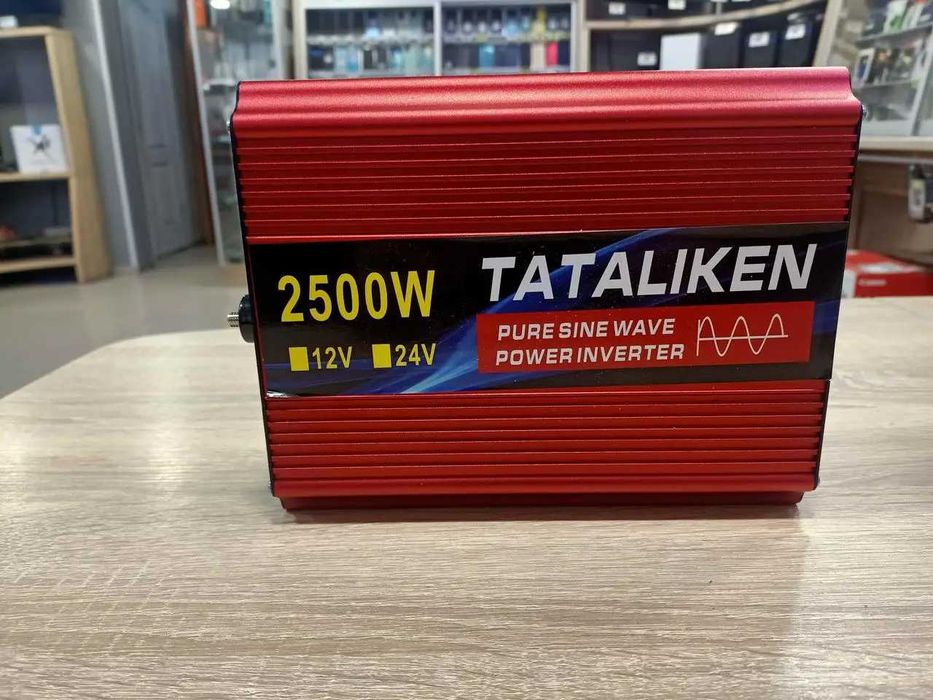 2500W
12V 24V
TATALIKEN
PURE SINE WAVE
POWER INVERTER